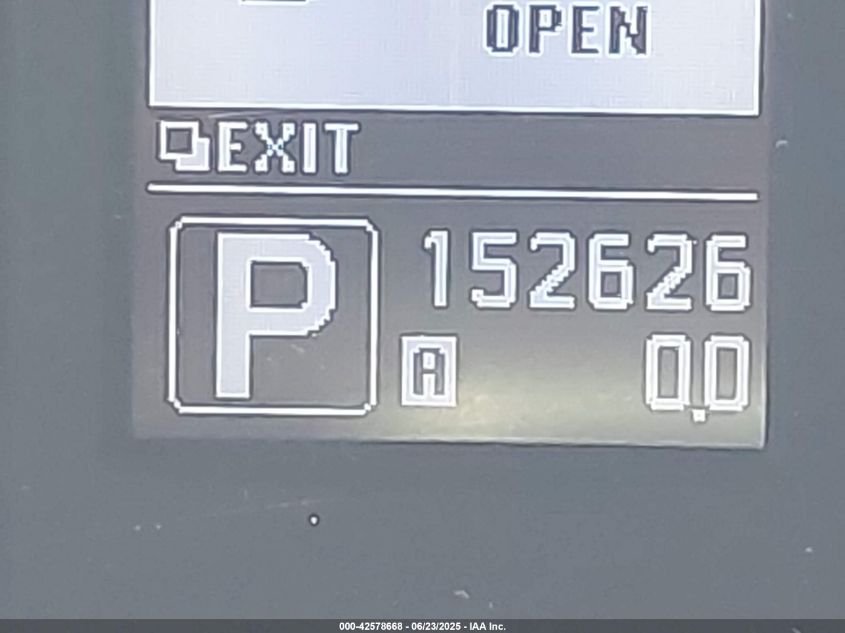 OPEN
EXIT
P 152626
A 0.0
000-42578668 - 06/23/2025 - IAA Inc.